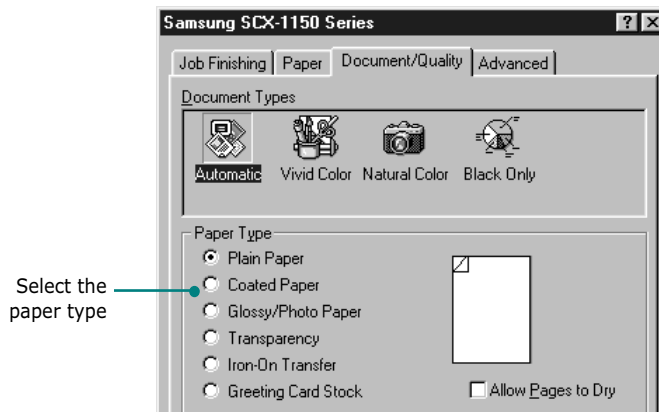 Samsung SCX-1150 Series
Job Finishing Paper Document/Quality Advanced
Document Types
Automatic Vivid Color Natural Color Black Only
Paper Type
Plain Paper
Coated Paper
Glossy/Photo Paper
Transparency
Iron-On Transfer
Greeting Card Stock
Allow Pages to Dry
Select the
paper type